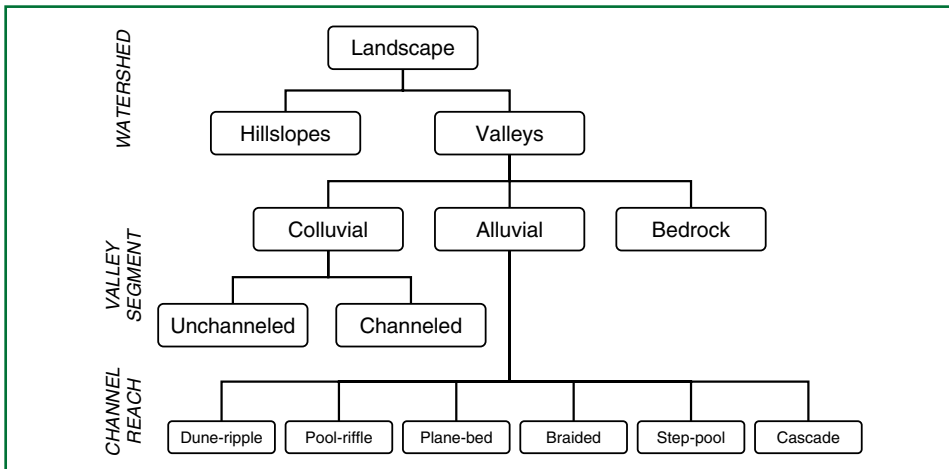 WATERSHED
Landscape
Hillslopes
Valleys
VALLEY
SEGMENT
Colluvial
Alluvial
Bedrock
Unchanneled
Channeled
CHANNEL
REACH
Dune-ripple
Pool-riffle
Plane-bed
Braided
Step-pool
Cascade